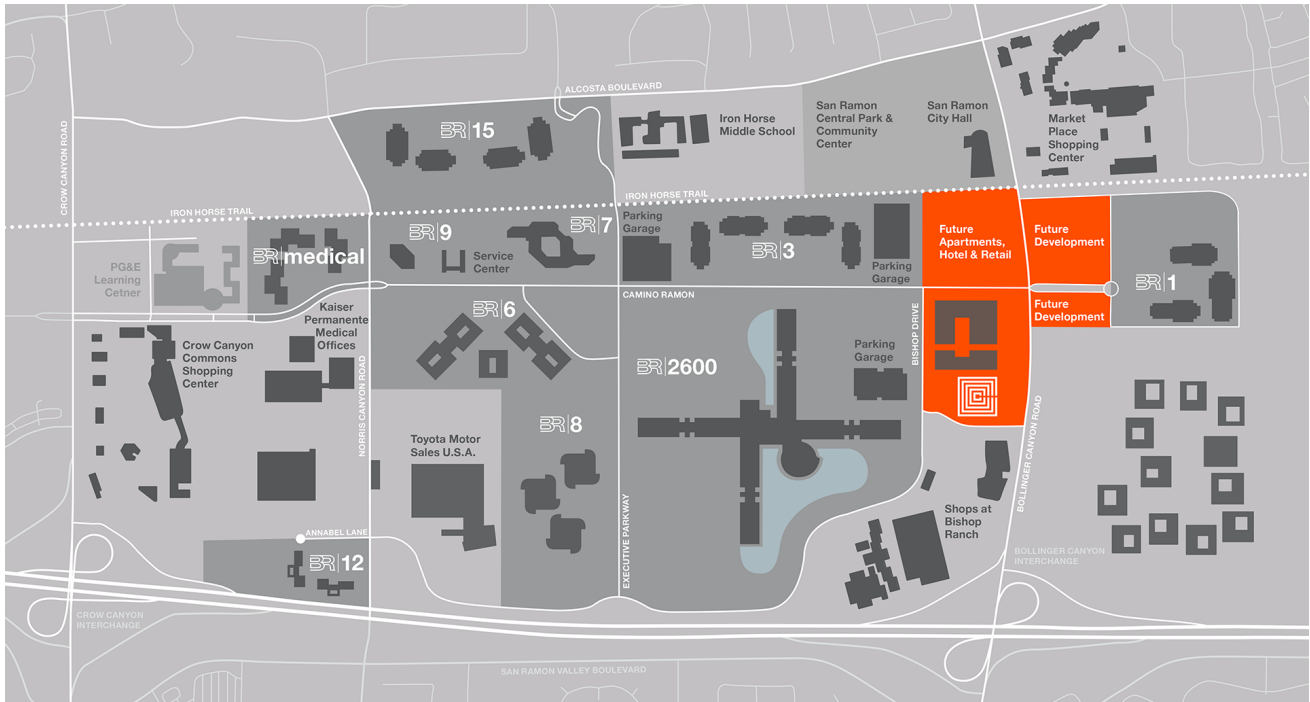 ALCOSTA BOULEVARD
CROW CANYON ROAD
BR|15
Iron Horse
Middle School
San Ramon
Central Park &
Community
Center
San Ramon
City Hall
Market
Place
Shopping
Center
IRON HORSE TRAIL
IRON HORSE TRAIL
PG&E
Learning
Cetner
BR|medical
BR|9
Service
Center
BR|7
Parking
Garage
BR|3
Parking
Garage
Future
Apartments,
Hotel & Retail
Future
Development
BR|1
CAMINO RAMON
Future
Development
Kaiser
Permanente
Medical
Offices
Crow Canyon
Commons
Shopping
Center
NORRIS CANYON ROAD
BR|6
BR|2600
Parking
Garage
BISHOP DRIVE
BR|8
Toyota Motor
Sales U.S.A.
EXECUTIVE PARKWAY
BOLLINGER CANYON ROAD
Shops at
Bishop
Ranch
ANNABEL LANE
BR|12
BOLLINGER CANYON
INTERCHANGE
CROW CANYON
INTERCHANGE
SAN RAMON VALLEY BOULEVARD